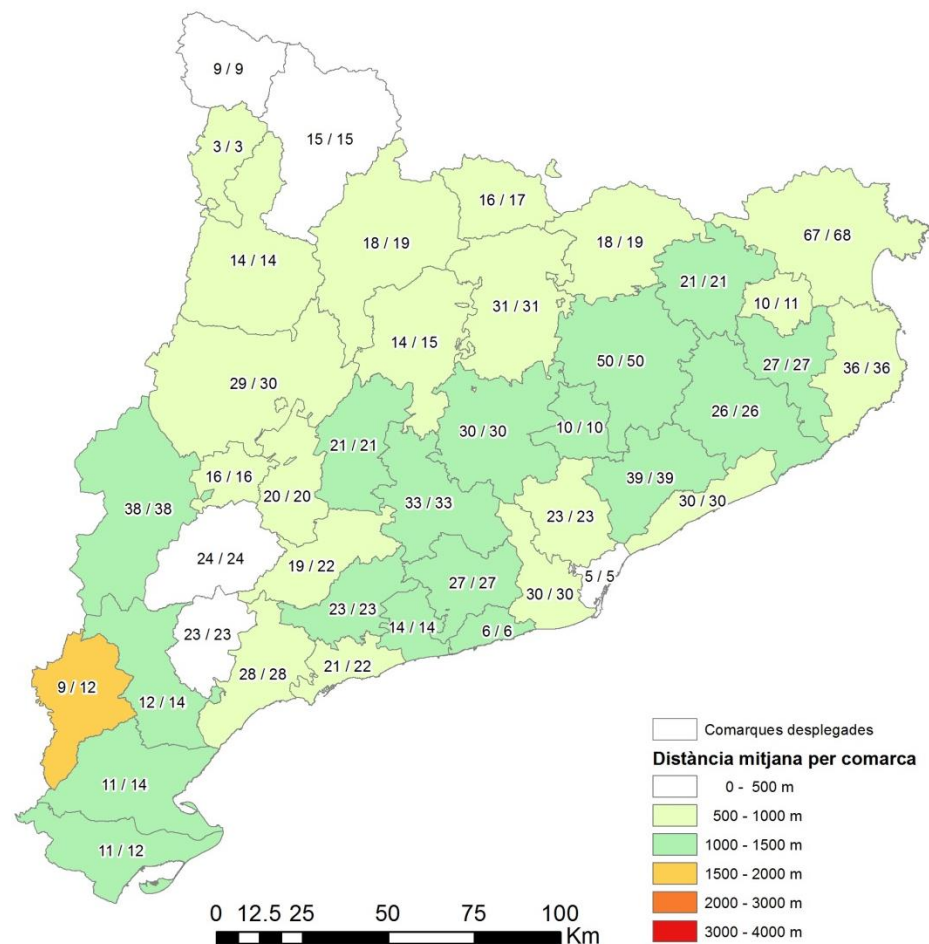 9 / 9
15 / 15
3 / 3
16 / 17
18 / 19
18 / 19
67 / 68
14 / 14
21 / 21
10 / 11
31 / 31
14 / 15
50 / 50
27 / 27
36 / 36
29 / 30
26 / 26
21 / 21
30 / 30
10 / 10
16 / 16
20 / 20
39 / 39
30 / 30
38 / 38
33 / 33
23 / 23
24 / 24
19 / 22
5 / 5
27 / 27
30 / 30
23 / 23
14 / 14
6 / 6
23 / 23
28 / 28
21 / 22
9 / 12
12 / 14
11 / 14
11 / 12
Comarques desplegades
Distància mitjana per comarca
0 - 500 m
500 - 1000 m
1000 - 1500 m
1500 - 2000 m
2000 - 3000 m
3000 - 4000 m
0 12.5 25 50 75 100
Km